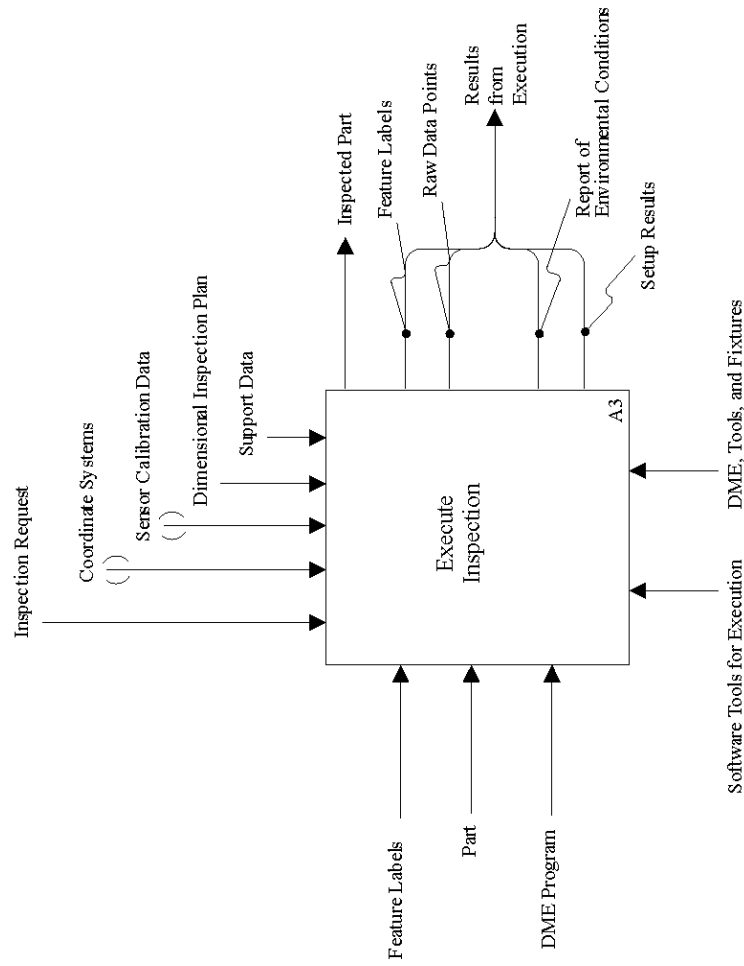 Inspection Request
Coordinate Systems
Sensor Calibration Data
Dimensional Inspection Plan
Support Data
Feature Labels
Part
DME Program
Execute
Inspection
A3
Inspected Part
Feature Labels
Raw Data Points
Results
from
Execution
Report of
Environmental Conditions
Setup Results
Software Tools for Execution
DME, Tools, and Fixtures